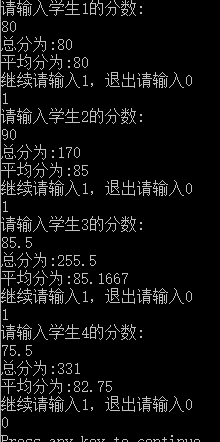 请输入学生1的分数:
80
总分为:80
平均分为:80
继续请输入1，退出请输入0
1
请输入学生2的分数:
90
总分为:170
平均分为:85
继续请输入1，退出请输入0
1
请输入学生3的分数:
85.5
总分为:255.5
平均分为:85.1667
继续请输入1，退出请输入0
1
请输入学生4的分数:
75.5
总分为:331
平均分为:82.75
继续请输入1，退出请输入0
0
Press any key to continue